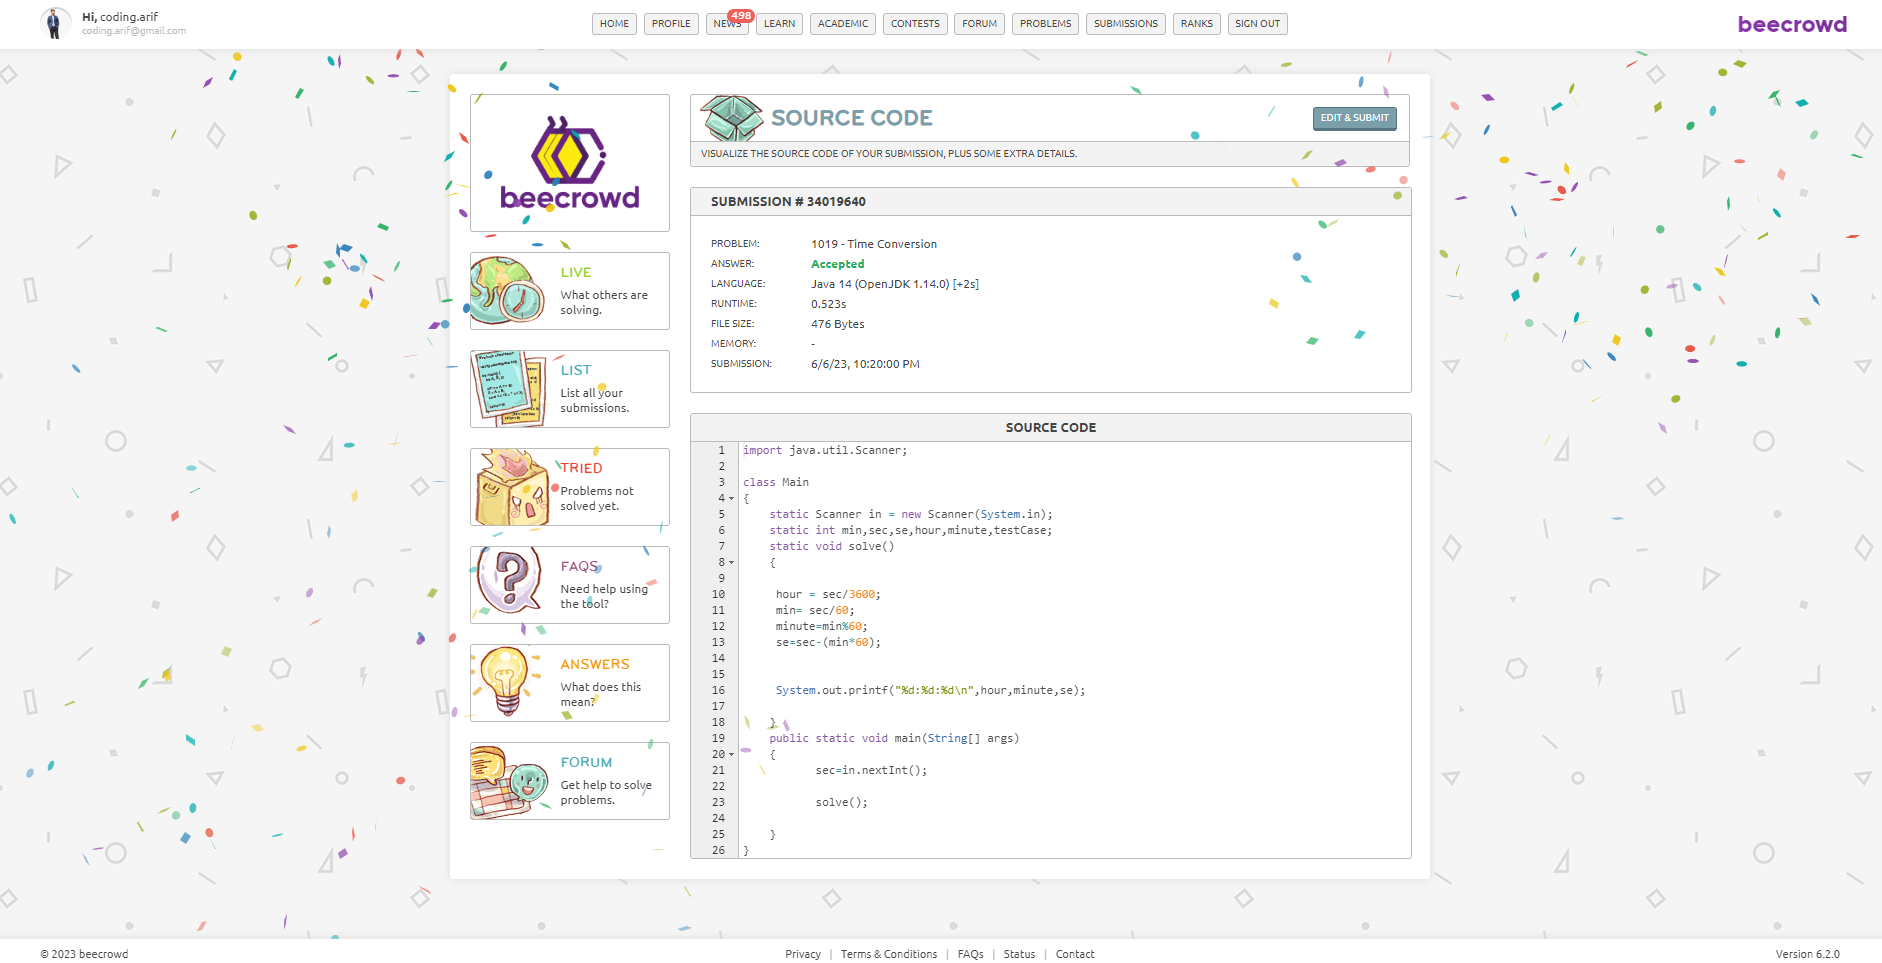 Hi, coding.arif
coding.arif@gmail.com
HOME PROFILE NEWS 498 LEARN ACADEMIC CONTESTS FORUM PROBLEMS SUBMISSIONS RANKS SIGN OUT
beecrowd
beecrowd
LIVE
What others are
solving.
LIST
List all your
submissions.
TRIED
Problems not
solved yet.
FAQS
Need help using
the tool?
ANSWERS
What does this
mean?
FORUM
Get help to solve
problems.
SOURCE CODE
EDIT & SUBMIT
VISUALIZE THE SOURCE CODE OF YOUR SUBMISSION, PLUS SOME EXTRA DETAILS.
SUBMISSION # 34019640
PROBLEM: 1019 - Time Conversion
ANSWER: Accepted
LANGUAGE: Java 14 (OpenJDK 1.14.0) [+2s]
RUNTIME: 0.523s
FILE SIZE: 476 Bytes
MEMORY: -
SUBMISSION: 6/6/23, 10:20:00 PM
SOURCE CODE
1 import java.util.Scanner;
2
3 class Main
4 {
5 static Scanner in = new Scanner(System.in);
6 static int min,sec,se,hour,minute,testCase;
7 static void solve()
8 {
9
10 hour = sec/3600;
11 min= sec/60;
12 minute=min%60;
13 se=sec-(min*60);
14
15
16 System.out.printf("%d:%d:%d\n",hour,minute,se);
17
18 }
19 public static void main(String[] args)
20 {
21 sec=in.nextInt();
22
23 solve();
24
25 }
26 }
© 2023 beecrowd
Privacy | Terms & Conditions | FAQs | Status | Contact
Version 6.2.0